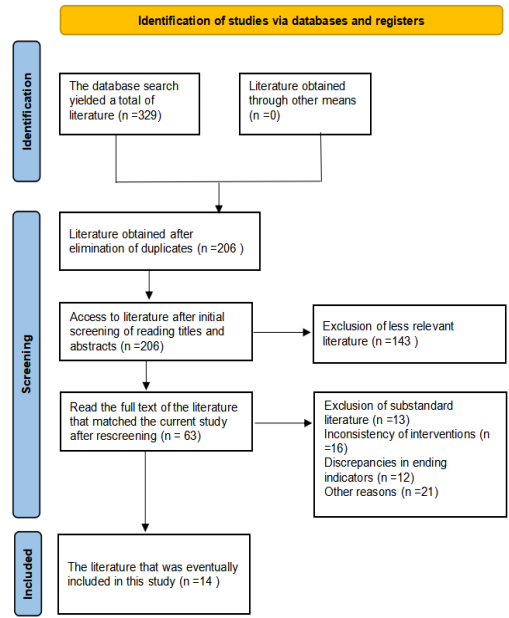 Identification of studies via databases and registers
Identification
The database search
yielded a total of
literature (n =329)
Literature obtained
through other means
(n =0)
Screening
Literature obtained after
elimination of duplicates (n =206 )
Access to literature after initial
screening of reading titles and
abstracts (n =206)
Exclusion of less relevant
literature (n =143 )
Read the full text of the literature
that matched the current study
after rescreening (n = 63)
Exclusion of substandard
literature (n =13)
Inconsistency of interventions (n
=16)
Discrepancies in ending
indicators (n =12)
Other reasons (n =21)
Included
The literature that was eventually
included in this study (n =14 )